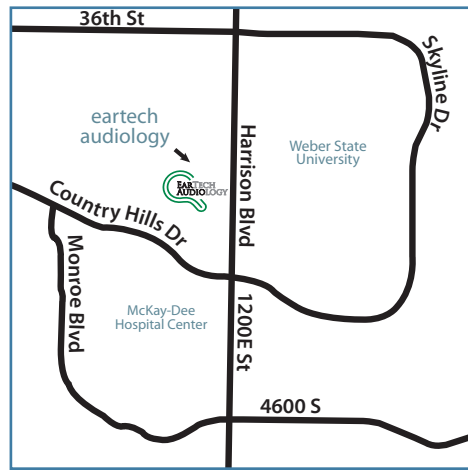 36th St
Skyline Dr
eartech
audiology
Harrison Blvd
Weber State
University
EARTECH
AUDIOLOGY
Country Hills Dr
Monroe Blvd
McKay-Dee
Hospital Center
1200E St
4600 S